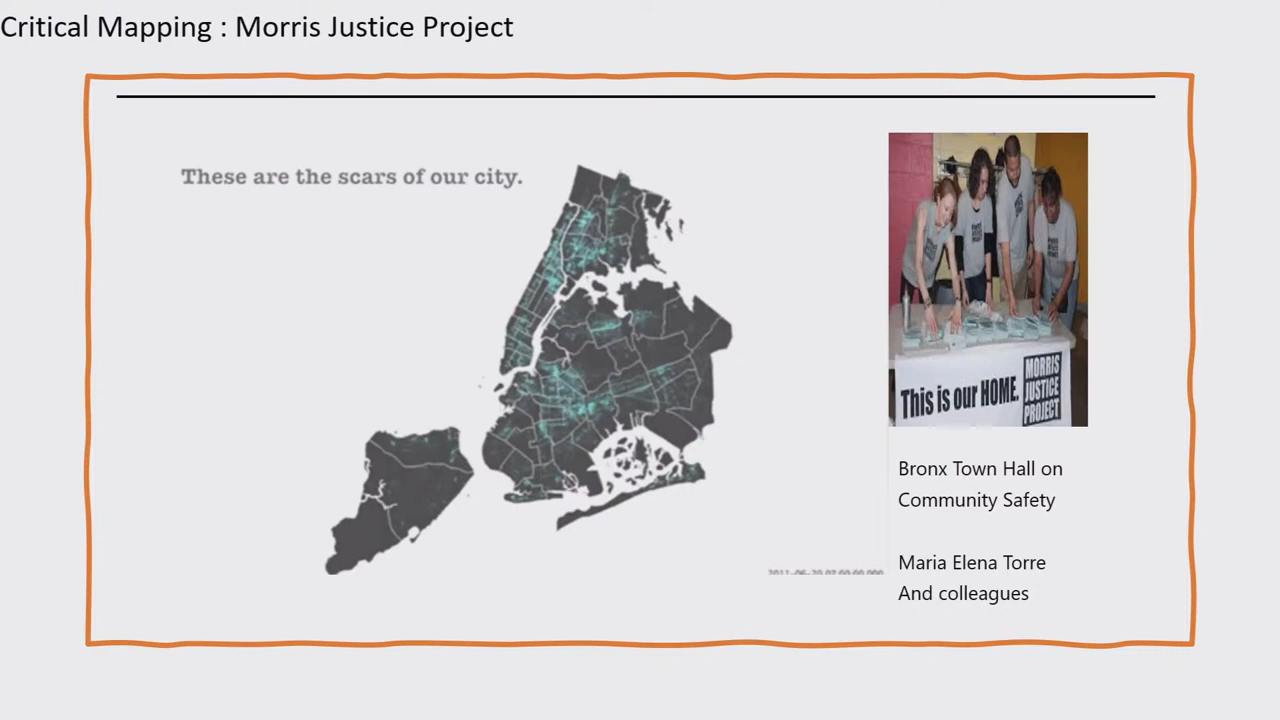 Critical Mapping : Morris Justice Project
These are the scars of our city.
This is our HOME.
MORRIS
JUSTICE
PROJECT
Bronx Town Hall on
Community Safety
Maria Elena Torre
And colleagues